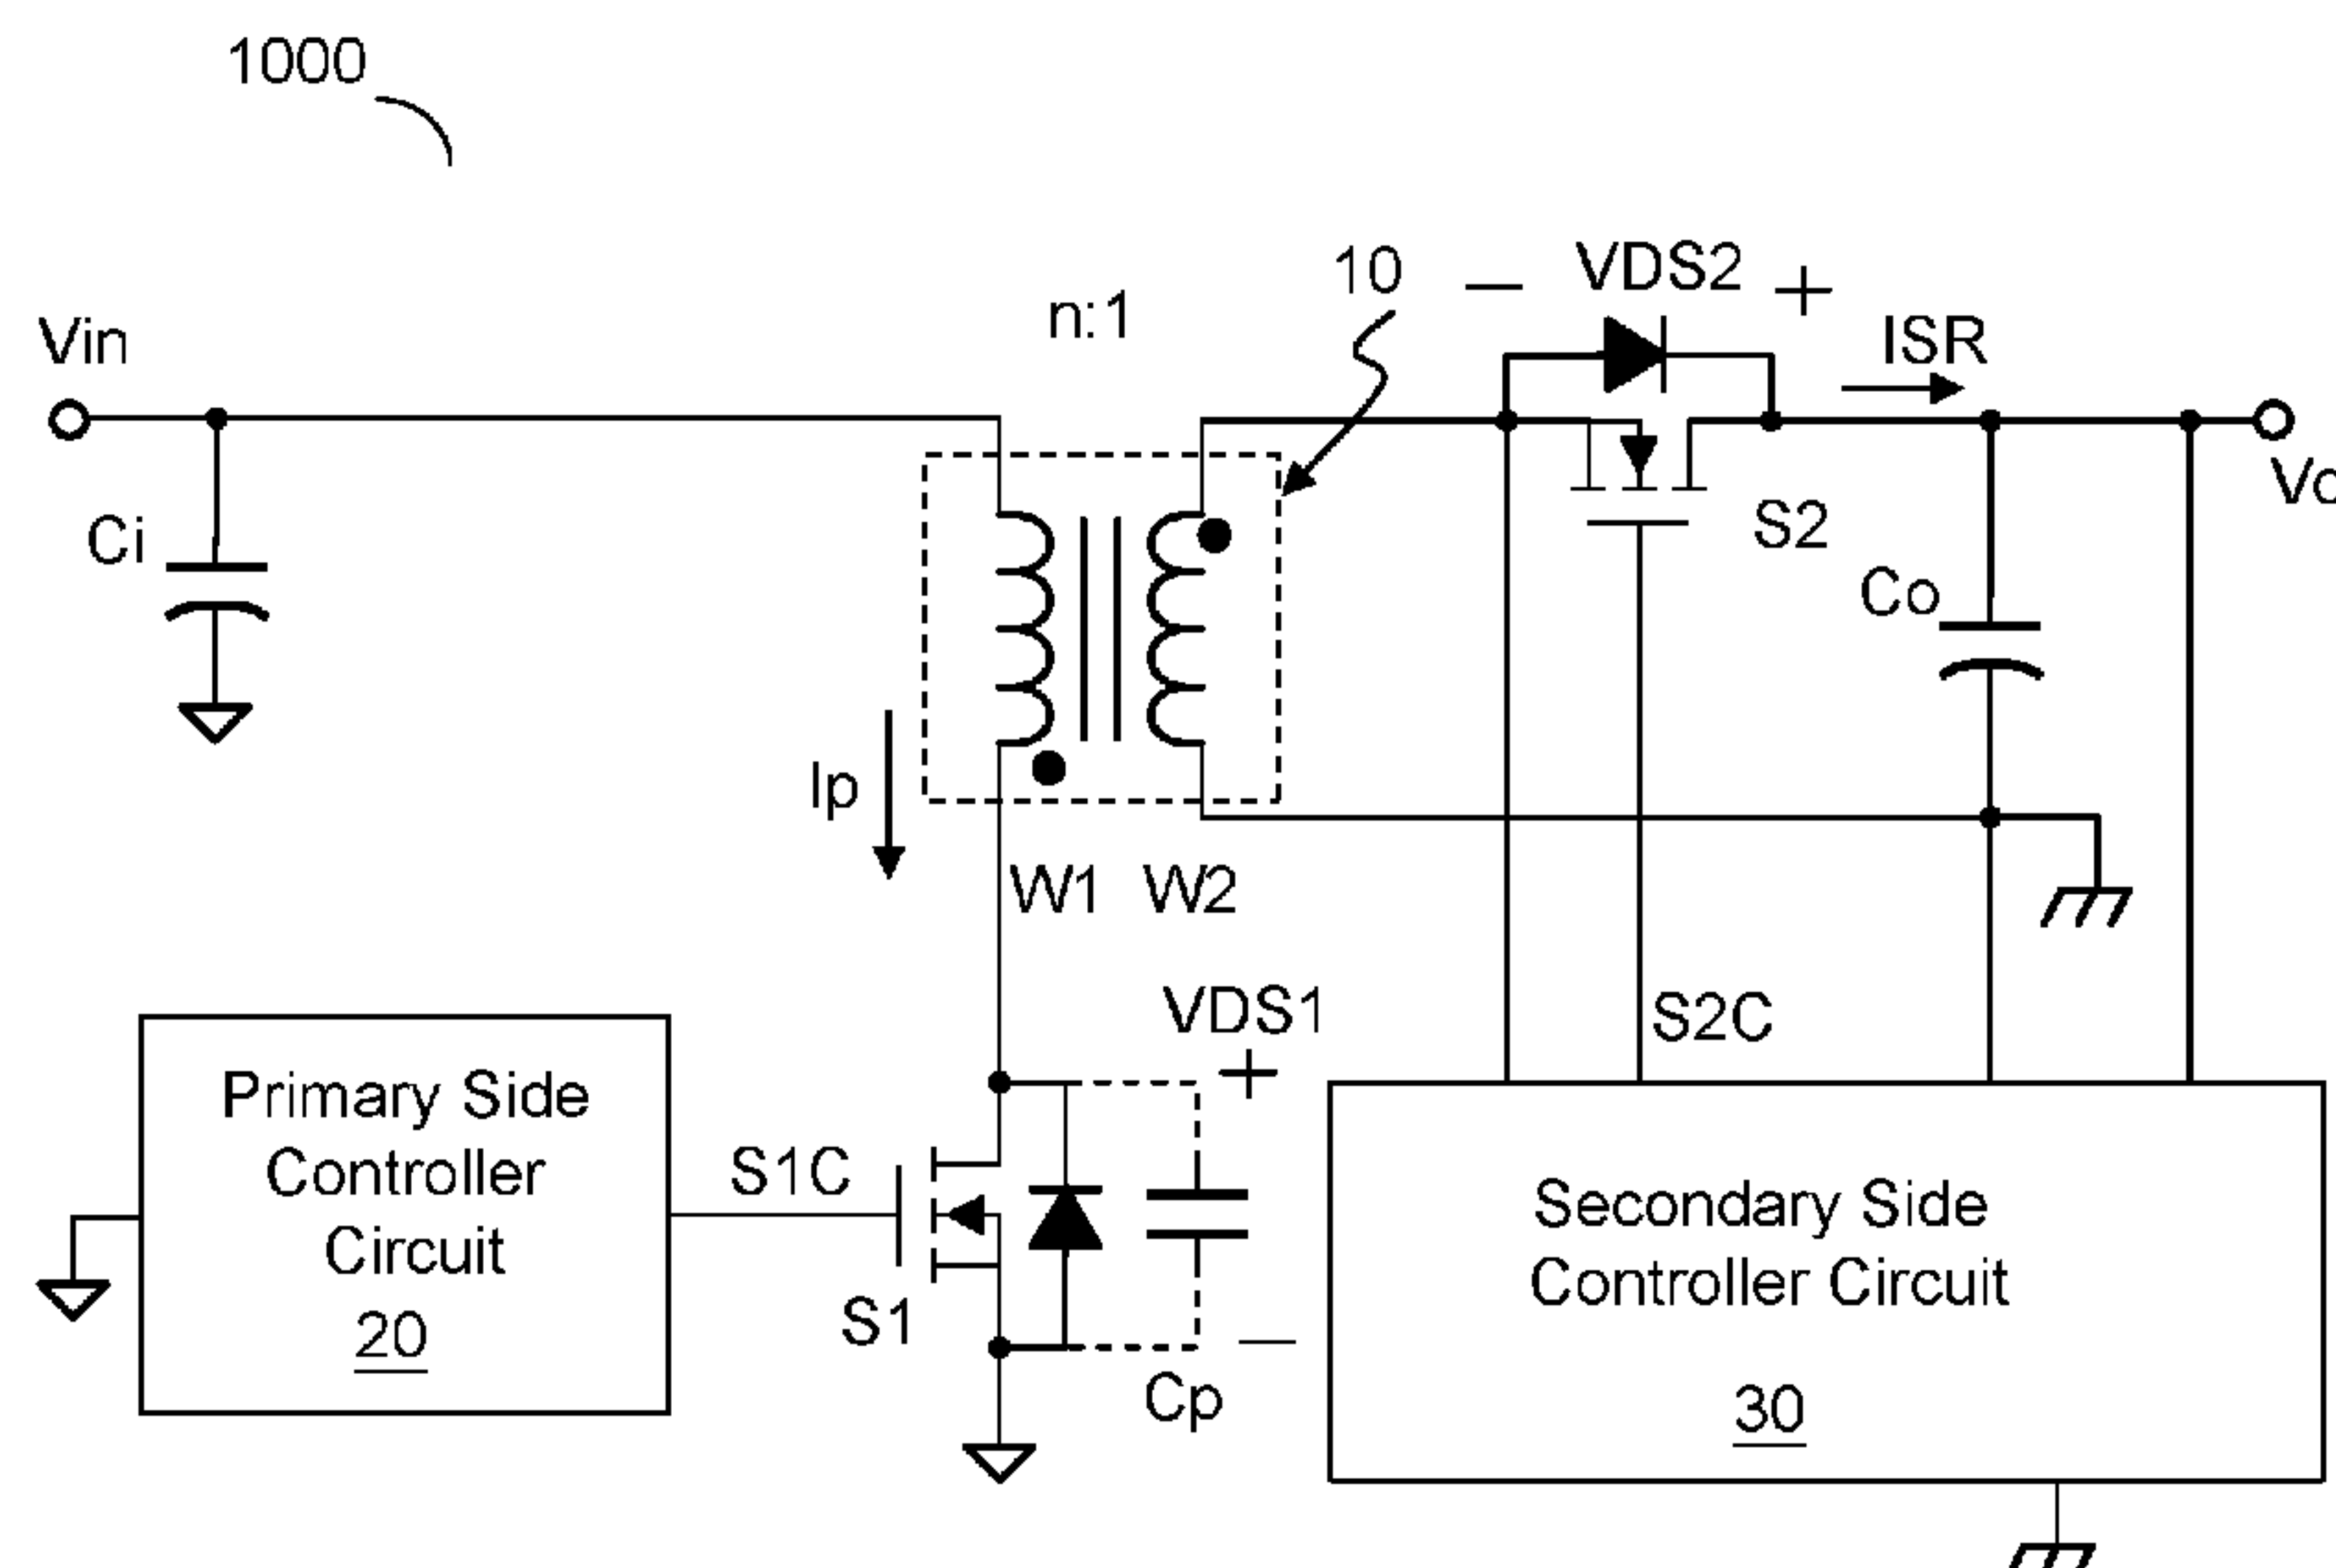 1000
10
VDS2
−
+
n:1
ISR
Vin
Ci
S2
Co
Ip
W1
W2
VDS1
+
S2C
Primary Side
Controller
Circuit
20
S1C
S1
−
Cp
Secondary Side
Controller Circuit
30